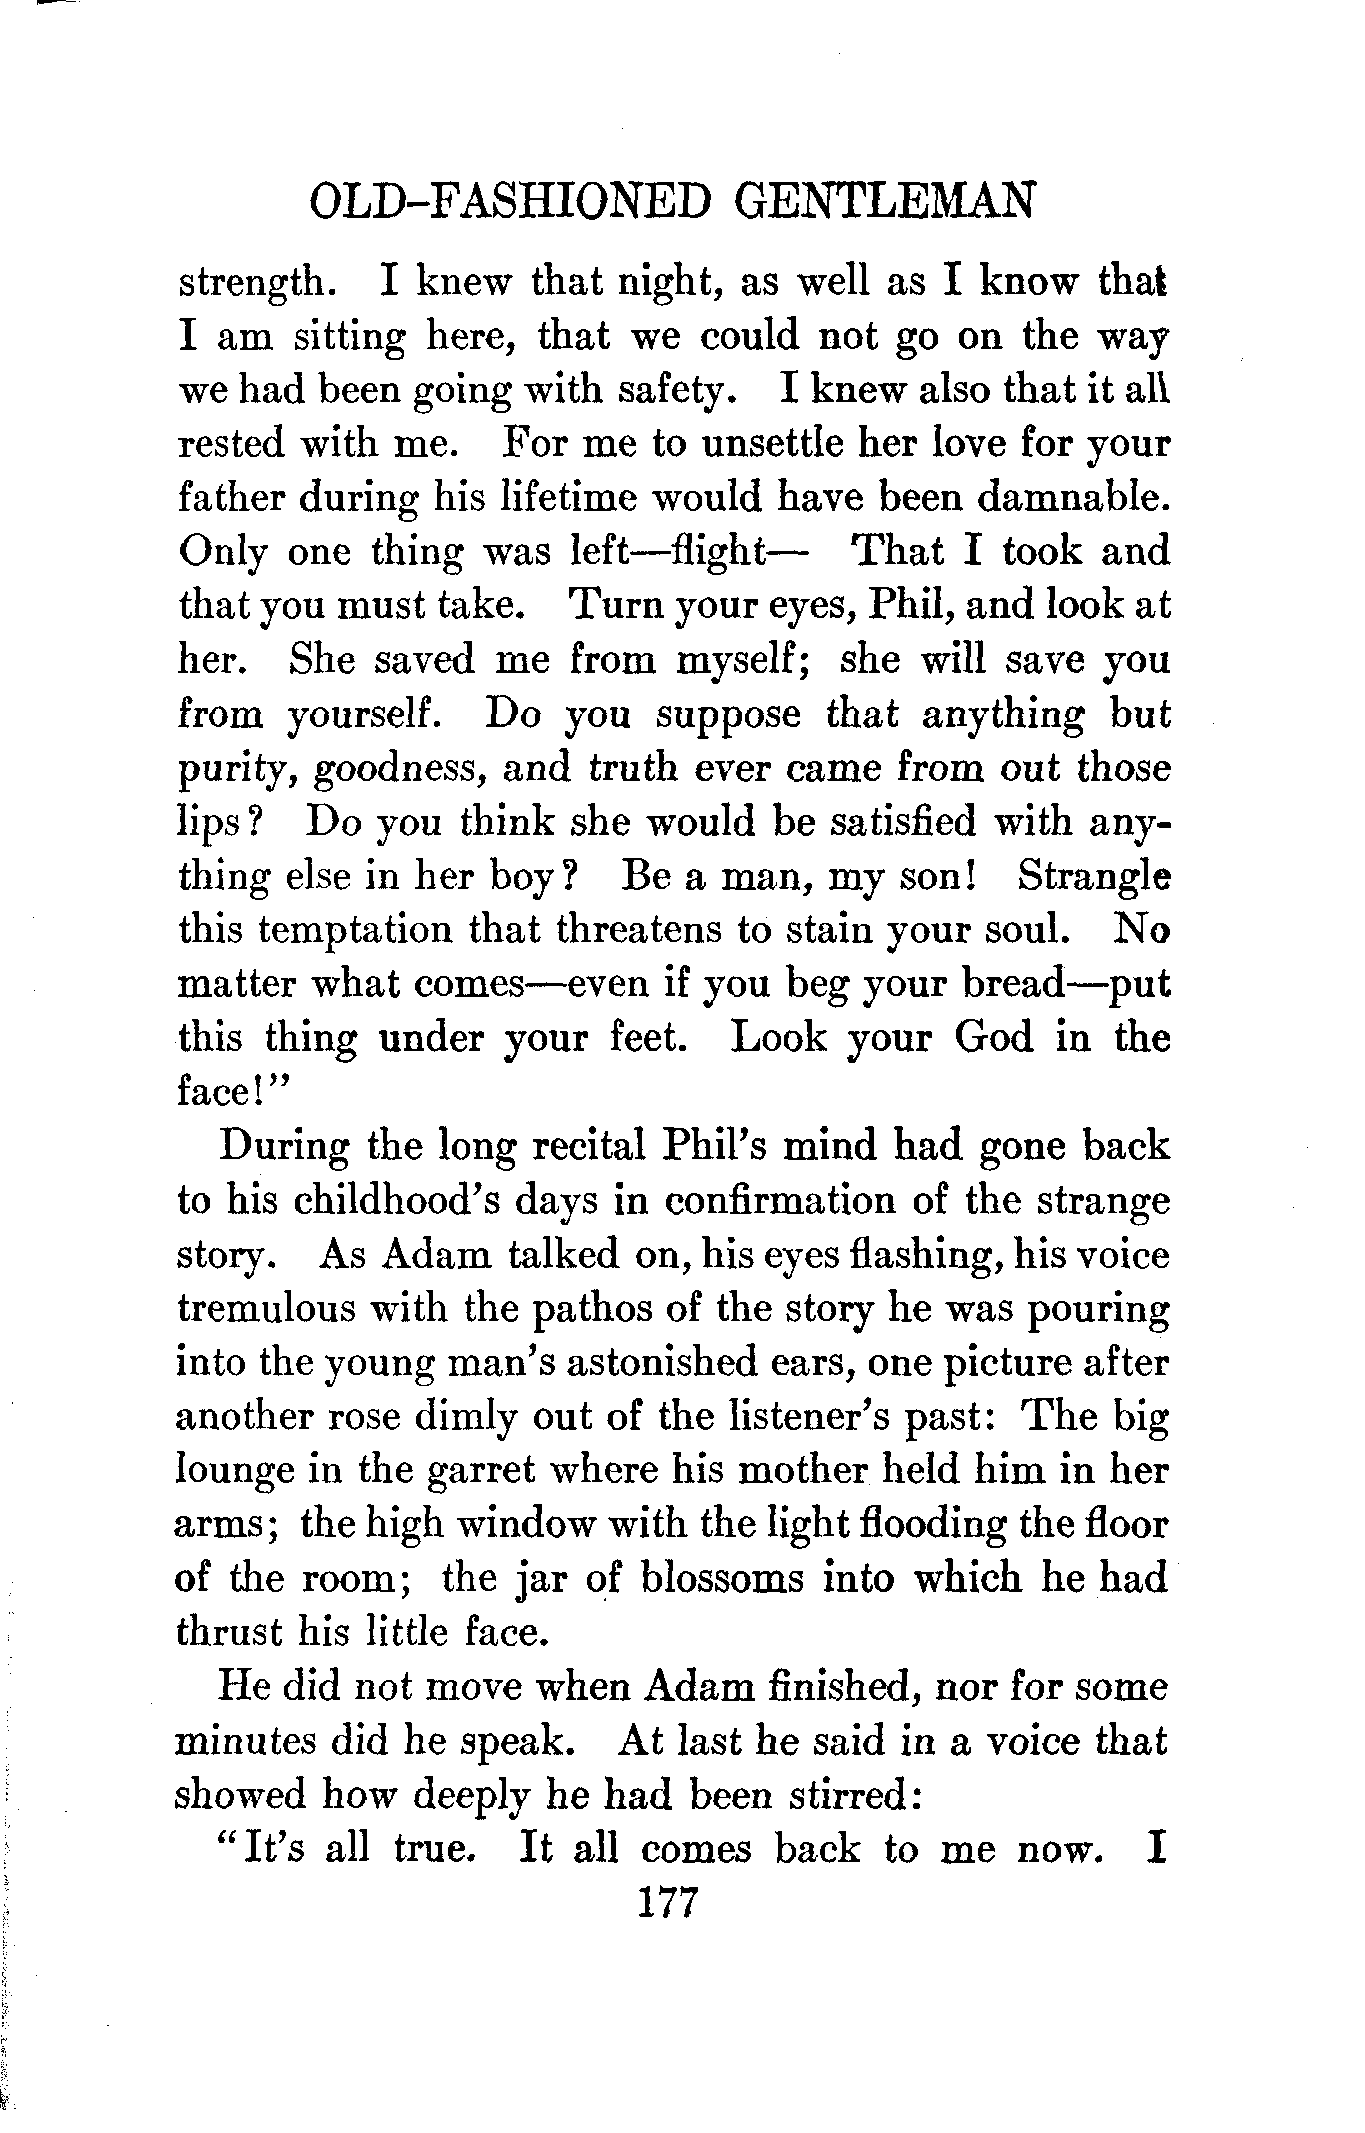 OLD-FASHIONED GENTLEMAN
strength. I knew that night, as well as I know that
I am sitting here, that we could not go on the way
we had been going with safety. I knew also that it all
rested with me. For me to unsettle her love for your
father during his lifetime would have been damnable.
Only one thing was left—flight— That I took and
that you must take. Turn your eyes, Phil, and look at
her. She saved me from myself; she will save you
from yourself. Do you suppose that anything but
purity, goodness, and truth ever came from out those
lips? Do you think she would be satisfied with any-
thing else in her boy? Be a man, my son! Strangle
this temptation that threatens to stain your soul. No
matter what comes—even if you beg your bread—put
this thing under your feet. Look your God in the
face!"
During the long recital Phil's mind had gone back
to his childhood's days in confirmation of the strange
story. As Adam talked on, his eyes flashing, his voice
tremulous with the pathos of the story he was pouring
into the young man's astonished ears, one picture after
another rose dimly out of the listener's past: The big
lounge in the garret where his mother held him in her
arms; the high window with the light flooding the floor
of the room; the jar of blossoms into which he had
thrust his little face.
He did not move when Adam finished, nor for some
minutes did he speak. At last he said in a voice that
showed how deeply he had been stirred:
"It's all true. It all comes back to me now. I
177